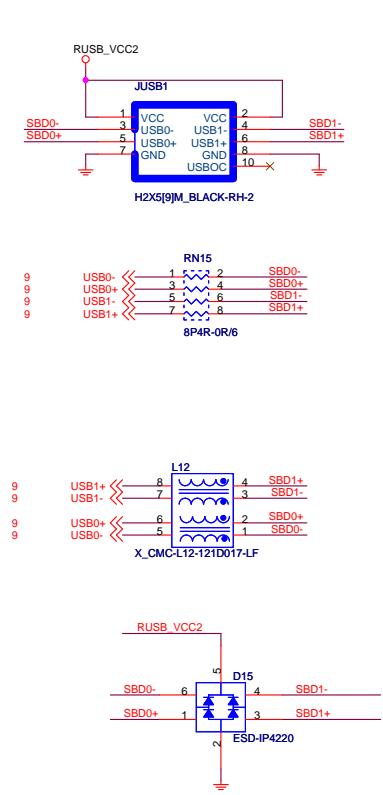 RUSB_VCC2
JUSB1
1 VCC VCC 2
SBD0- 3 USB0- USB1- 4 SBD1-
SBD0+ 5 USB0+ USB1+ 6 SBD1+
7 GND GND 8
USBOC 10
H2X5[9]M_BLACK-RH-2
RN15
9 USB0- 1 2 SBD0-
9 USB0+ 3 4 SBD0+
9 USB1- 5 6 SBD1-
9 USB1+ 7 8 SBD1+
8P4R-0R/6
L12
9 USB1+ 8 4 SBD1+
9 USB1- 7 3 SBD1-
9 USB0+ 6 2 SBD0+
9 USB0- 5 1 SBD0-
X_CMC-L12-121D017-LF
RUSB_VCC2
5
D15
SBD0- 6 4 SBD1-
SBD0+ 1 3 SBD1+
2
ESD-IP4220